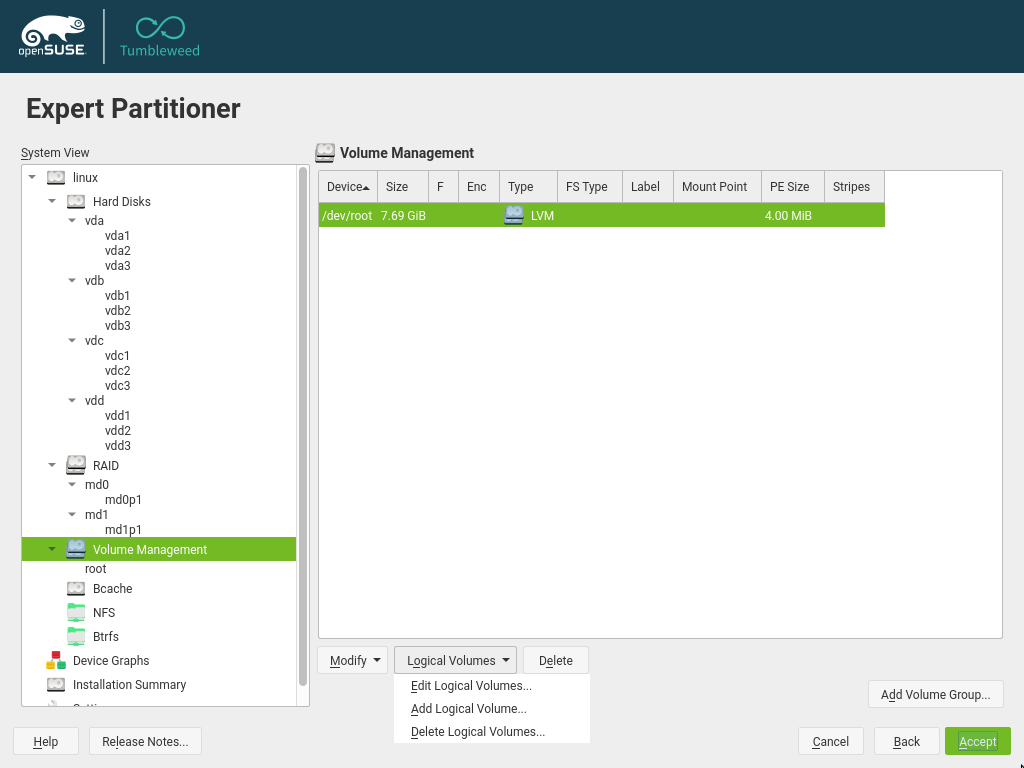 openSUSE
Tumbleweed
Expert Partitioner
System View
linux
Hard Disks
vda
vda1
vda2
vda3
vdb
vdb1
vdb2
vdb3
vdc
vdc1
vdc2
vdc3
vdd
vdd1
vdd2
vdd3
RAID
md0
md0p1
md1
md1p1
Volume Management
root
Bcache
NFS
Btrfs
Device Graphs
Installation Summary
Volume Management
Device Size F Enc Type FS Type Label Mount Point PE Size Stripes
/dev/root 7.69 GiB LVM 4.00 MiB
Modify Logical Volumes Delete
Edit Logical Volumes...
Add Logical Volume...
Delete Logical Volumes...
Add Volume Group...
Help Release Notes... Cancel Back Accept